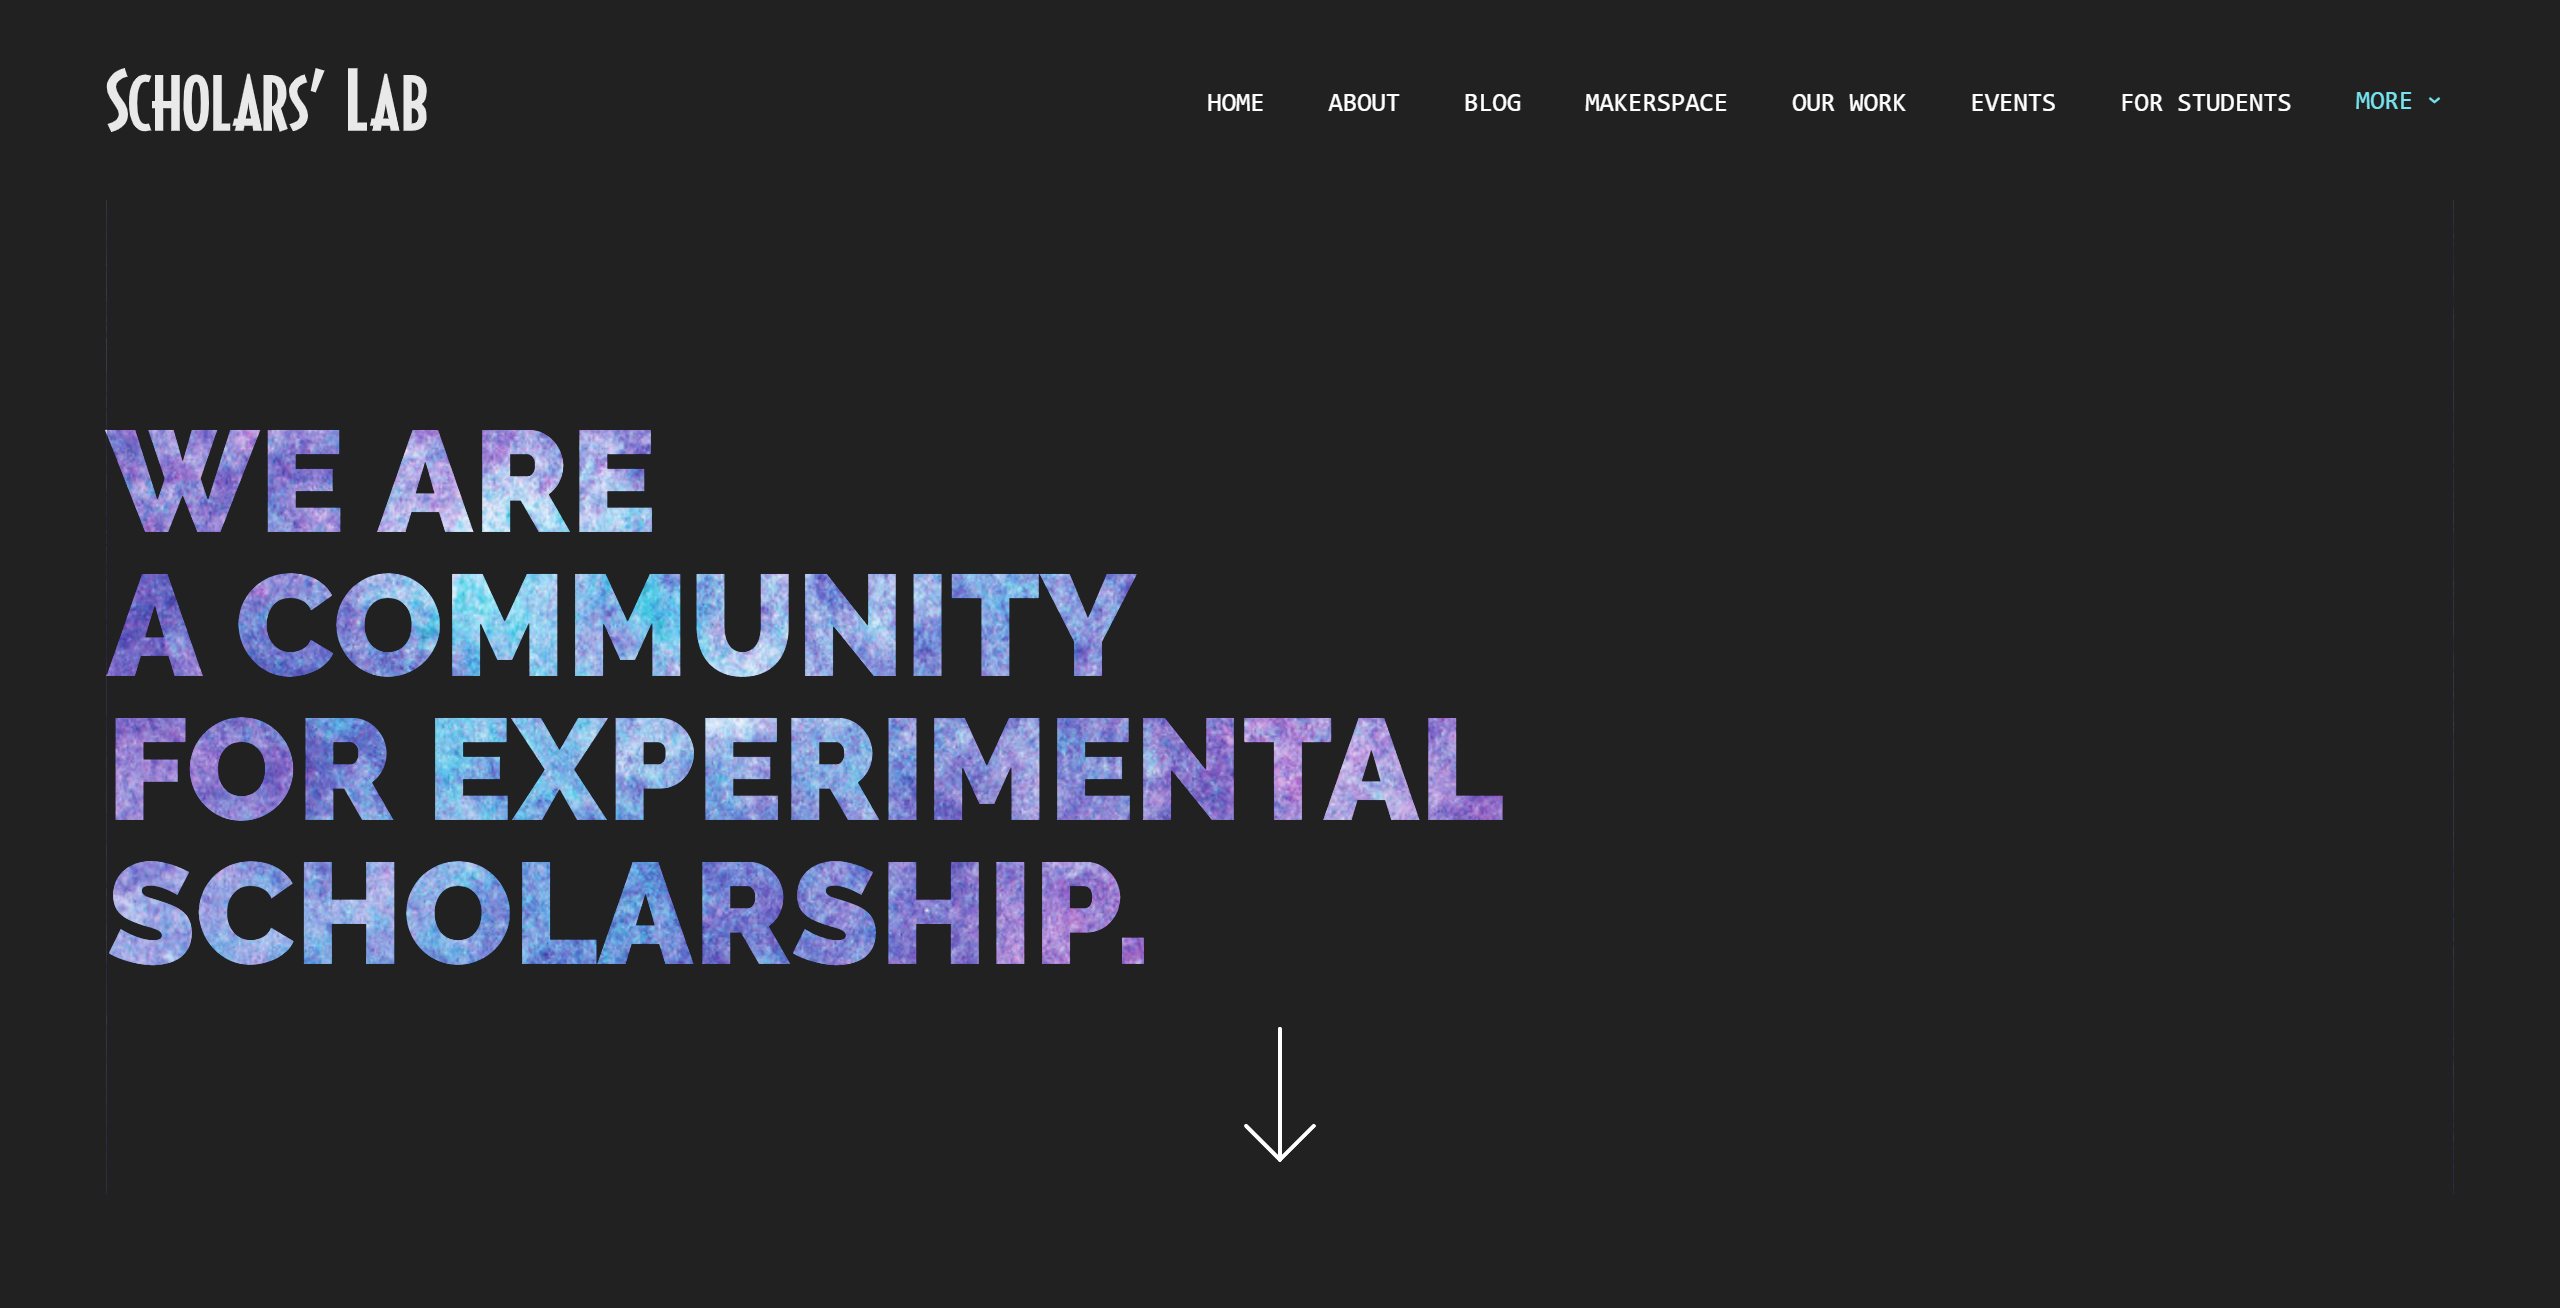 Scholars’ Lab
HOME ABOUT BLOG MAKERSPACE OUR WORK EVENTS FOR STUDENTS MORE
WE ARE
A COMMUNITY
FOR EXPERIMENTAL
SCHOLARSHIP.